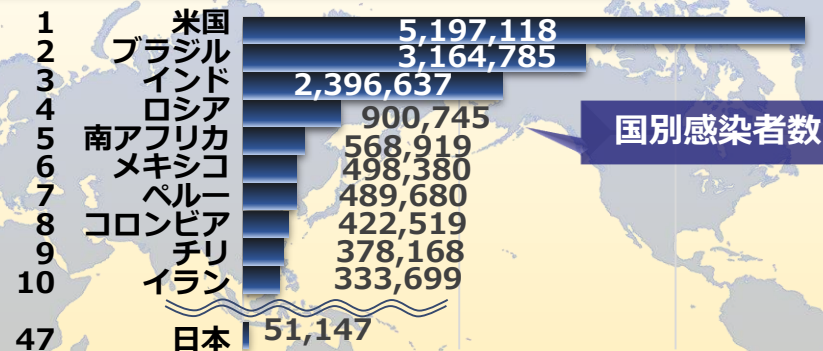 1 米国 5,197,118
2 ブラジル 3,164,785
3 インド 2,396,637
4 ロシア 900,745
5 南アフリカ 568,919
6 メキシコ 498,380
7 ペルー 489,680
8 コロンビア 422,519
9 チリ 378,168
10 イラン 333,699
47 日本 51,147
国別感染者数